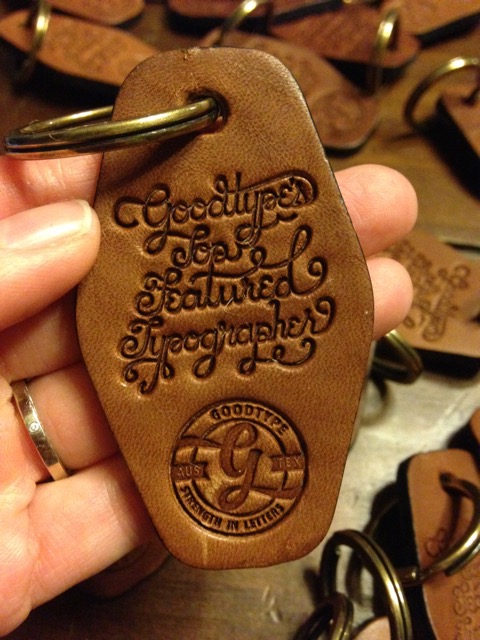 Goodtype's
Top
Featured
Typographer
GOODTYPE
AUS TEX
G
STRENGTH IN LETTERS